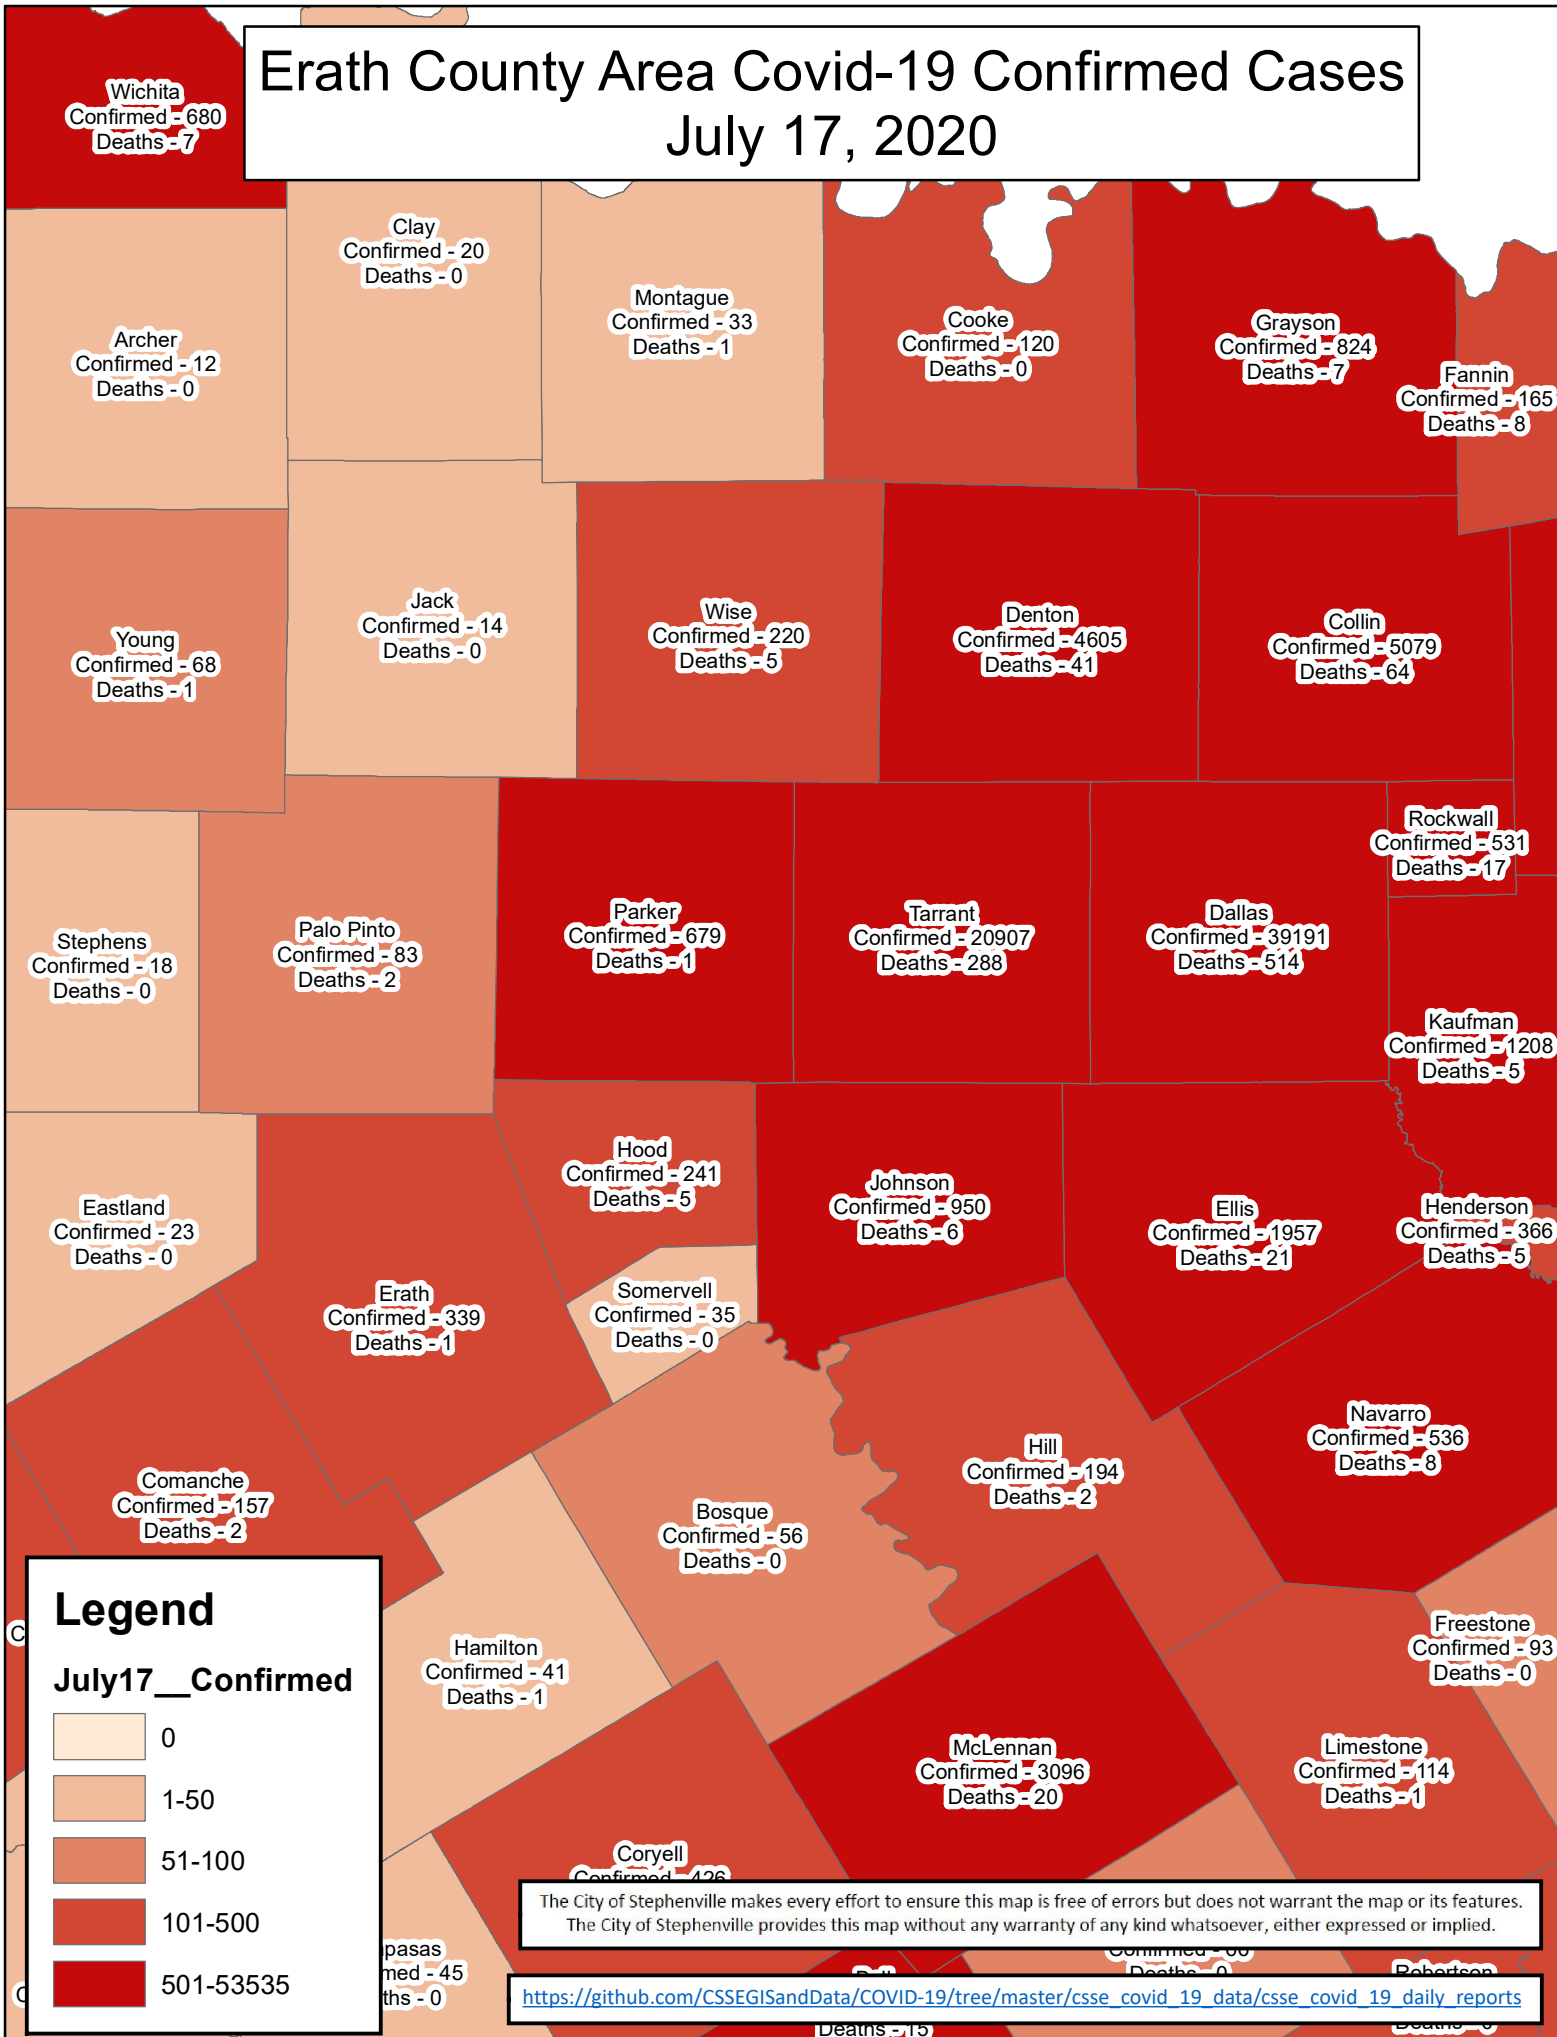 Erath County Area Covid-19 Confirmed Cases
July 17, 2020
Wichita
Confirmed - 680
Deaths - 7
Clay
Confirmed - 20
Deaths - 0
Montague
Confirmed - 33
Deaths - 1
Cooke
Confirmed - 120
Deaths - 0
Grayson
Confirmed - 824
Deaths - 7
Fannin
Confirmed - 165
Deaths - 8
Archer
Confirmed - 12
Deaths - 0
Young
Confirmed - 68
Deaths - 1
Jack
Confirmed - 14
Deaths - 0
Wise
Confirmed - 220
Deaths - 5
Denton
Confirmed - 4605
Deaths - 41
Collin
Confirmed - 5079
Deaths - 64
Rockwall
Confirmed - 531
Deaths - 17
Stephens
Confirmed - 18
Deaths - 0
Palo Pinto
Confirmed - 83
Deaths - 2
Parker
Confirmed - 679
Deaths - 1
Tarrant
Confirmed - 20907
Deaths - 288
Dallas
Confirmed - 39191
Deaths - 514
Kaufman
Confirmed - 1208
Deaths - 5
Eastland
Confirmed - 23
Deaths - 0
Hood
Confirmed - 241
Deaths - 5
Johnson
Confirmed - 950
Deaths - 6
Ellis
Confirmed - 1957
Deaths - 21
Henderson
Confirmed - 366
Deaths - 5
Erath
Confirmed - 339
Deaths - 1
Somervell
Confirmed - 35
Deaths - 0
Navarro
Confirmed - 536
Deaths - 8
Comanche
Confirmed - 157
Deaths - 2
Bosque
Confirmed - 56
Deaths - 0
Hill
Confirmed - 194
Deaths - 2
Hamilton
Confirmed - 41
Deaths - 1
Freestone
Confirmed - 93
Deaths - 0
McLennan
Confirmed - 3096
Deaths - 20
Limestone
Confirmed - 114
Deaths - 1
Coryell
Confirmed - 426
pasas
med - 45
ths - 0
Deaths - 0
Robertson
Deaths - 15
Legend
July17__Confirmed
0
1-50
51-100
101-500
501-53535
The City of Stephenville makes every effort to ensure this map is free of errors but does not warrant the map or its features.
The City of Stephenville provides this map without any warranty of any kind whatsoever, either expressed or implied.
https://github.com/CSSEGISandData/COVID-19/tree/master/csse_covid_19_data/csse_covid_19_daily_reports